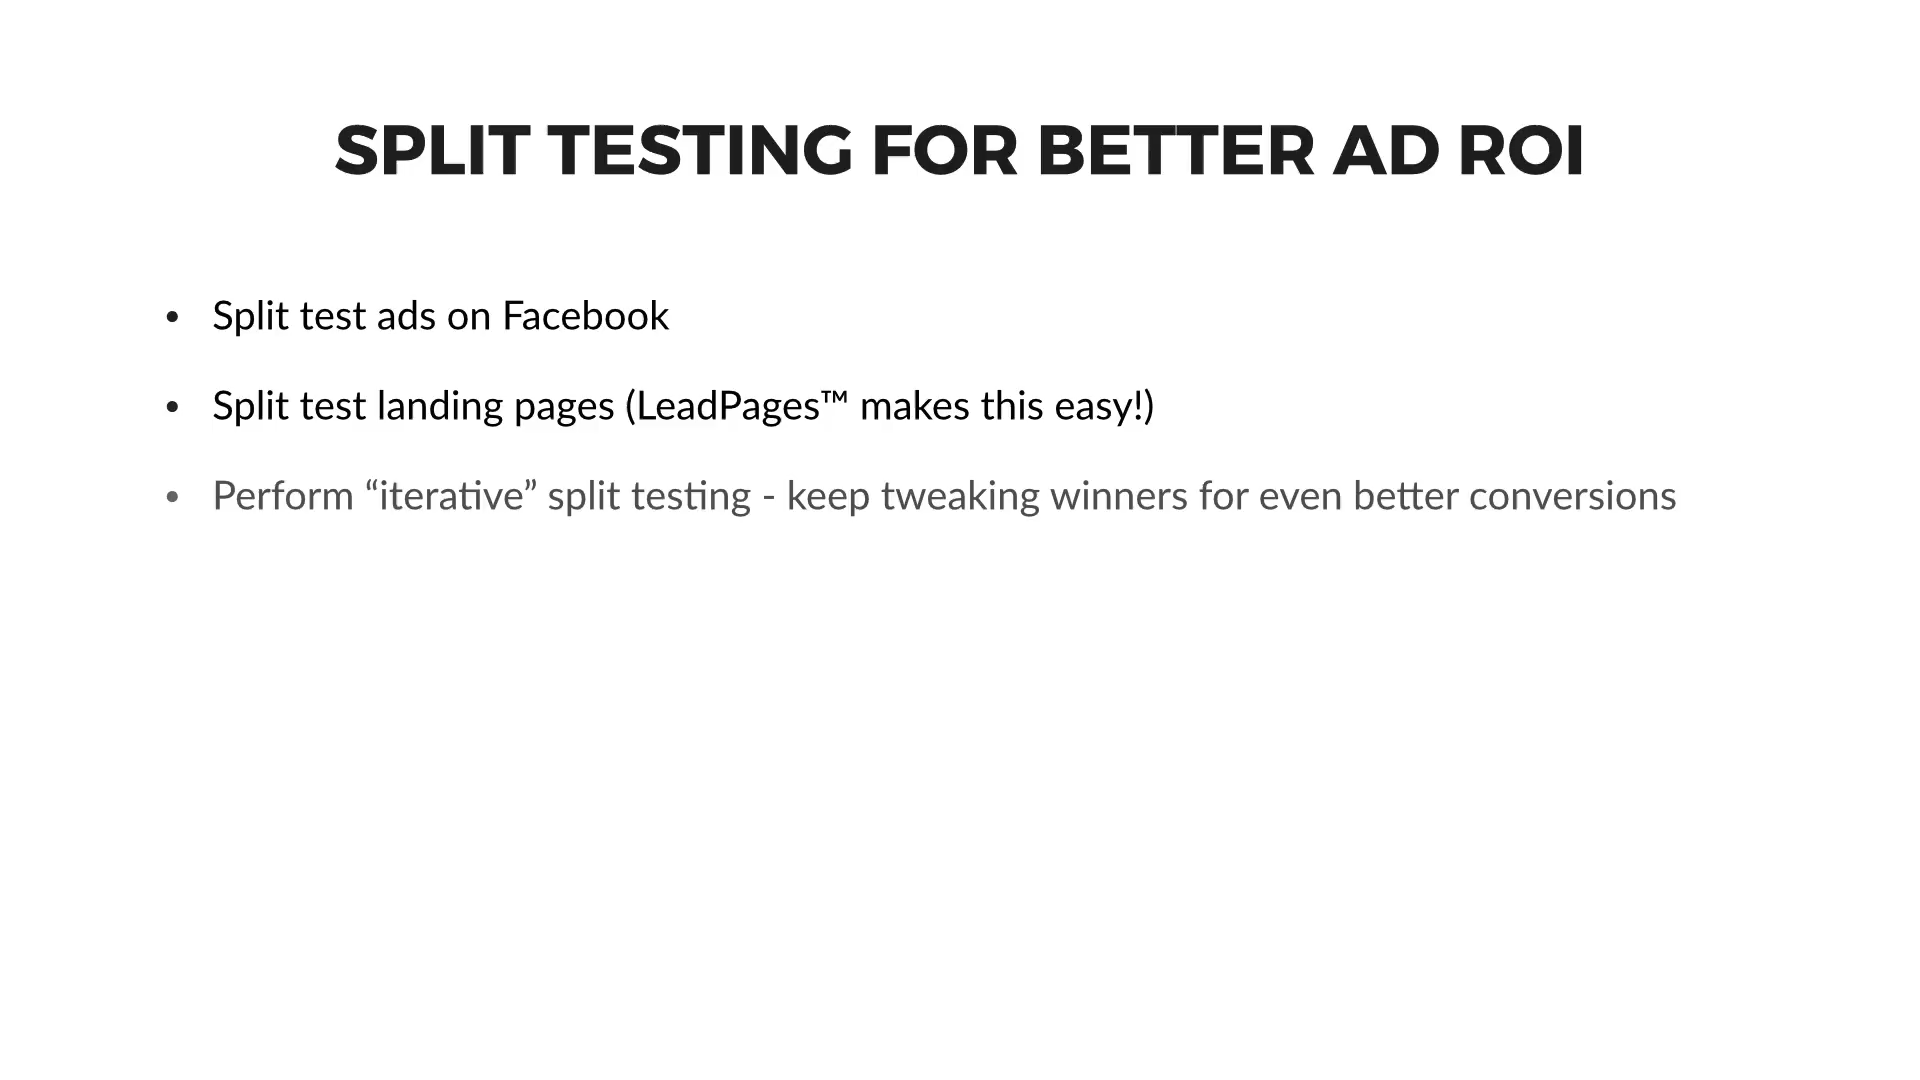 SPLIT TESTING FOR BETTER AD ROI
• Split test ads on Facebook
• Split test landing pages (LeadPages™ makes this easy!)
• Perform “iterative” split testing - keep tweaking winners for even better conversions